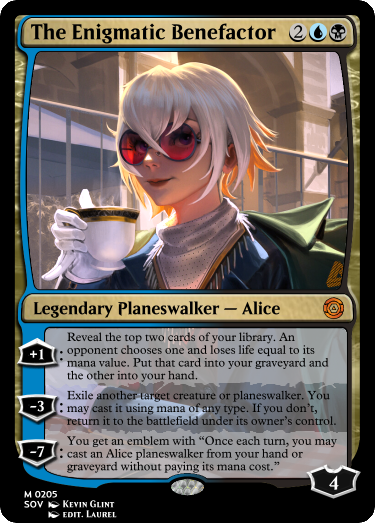 The Enigmatic Benefactor 2
Legendary Planeswalker — Alice
+1: Reveal the top two cards of your library. An
opponent chooses one and loses life equal to its
mana value. Put that card into your graveyard and
the other into your hand.
-3: Exile another target creature or planeswalker. You
may cast it using mana of any type. If you don't,
return it to the battlefield under its owner's control.
-7: You get an emblem with “Once each turn, you may
cast an Alice planeswalker from your hand or
graveyard without paying its mana cost.”
4
M 0205
SOV Kevin Glint
edit. Laurel